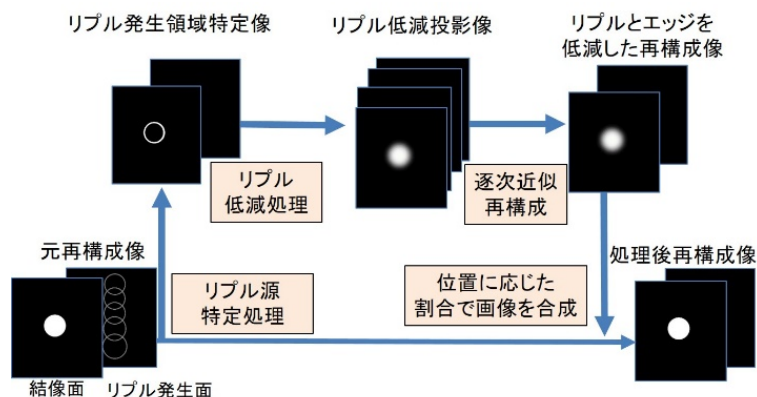 リプル発生領域特定像
リプル低減投影像
リプルとエッジを
低減した再構成像
リプル
低減処理
逐次近似
再構成
元再構成像
リプル源
特定処理
位置に応じた
割合で画像を合成
処理後再構成像
結像面
リプル発生面